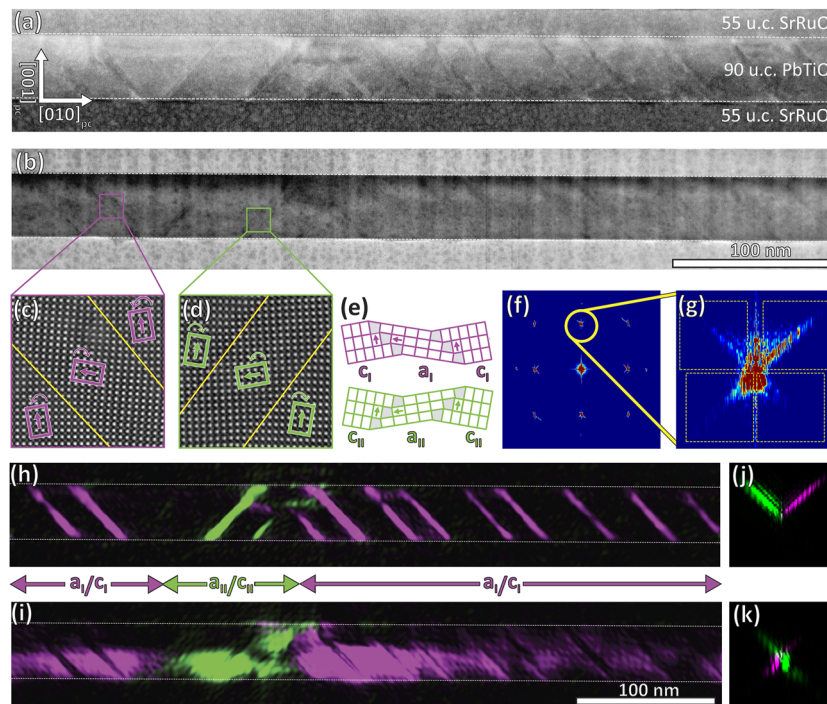 (a)
55 u.c. SrRuO
[001]pc
90 u.c. PbTiO
[010]pc
55 u.c. SrRuO
(b)
100 nm
(c)
(d)
(e)
cI aI cI
cII aII cII
(f)
(g)
(h)
(j)
aI/cI aII/cII aI/cI
(i)
(k)
100 nm